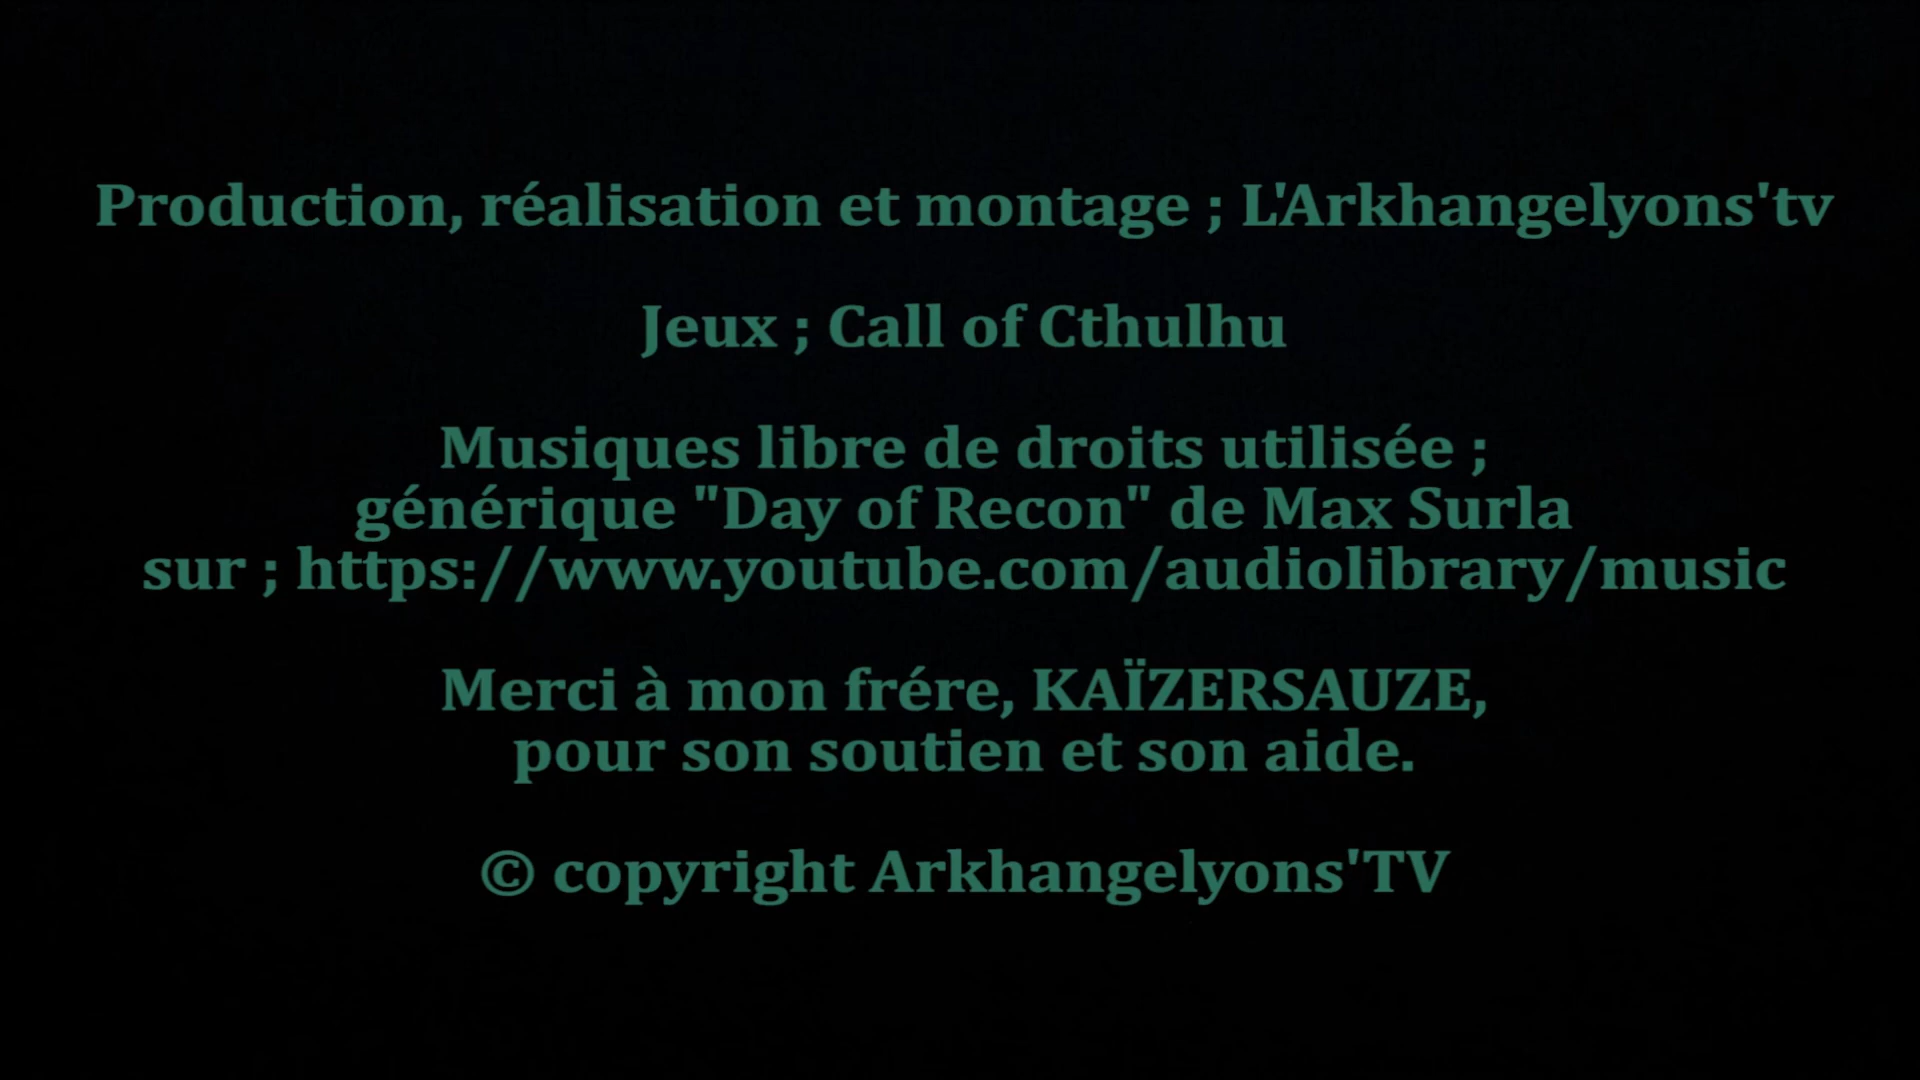 Production, réalisation et montage ; L'Arkhangelyons'tv
Jeux ; Call of Cthulhu
Musiques libre de droits utilisée ;
générique "Day of Recon" de Max Surla
sur ; https://www.youtube.com/audiolibrary/music
Merci à mon frére, KAÏZERSAUZE,
pour son soutien et son aide.
© copyright Arkhangelyons'TV